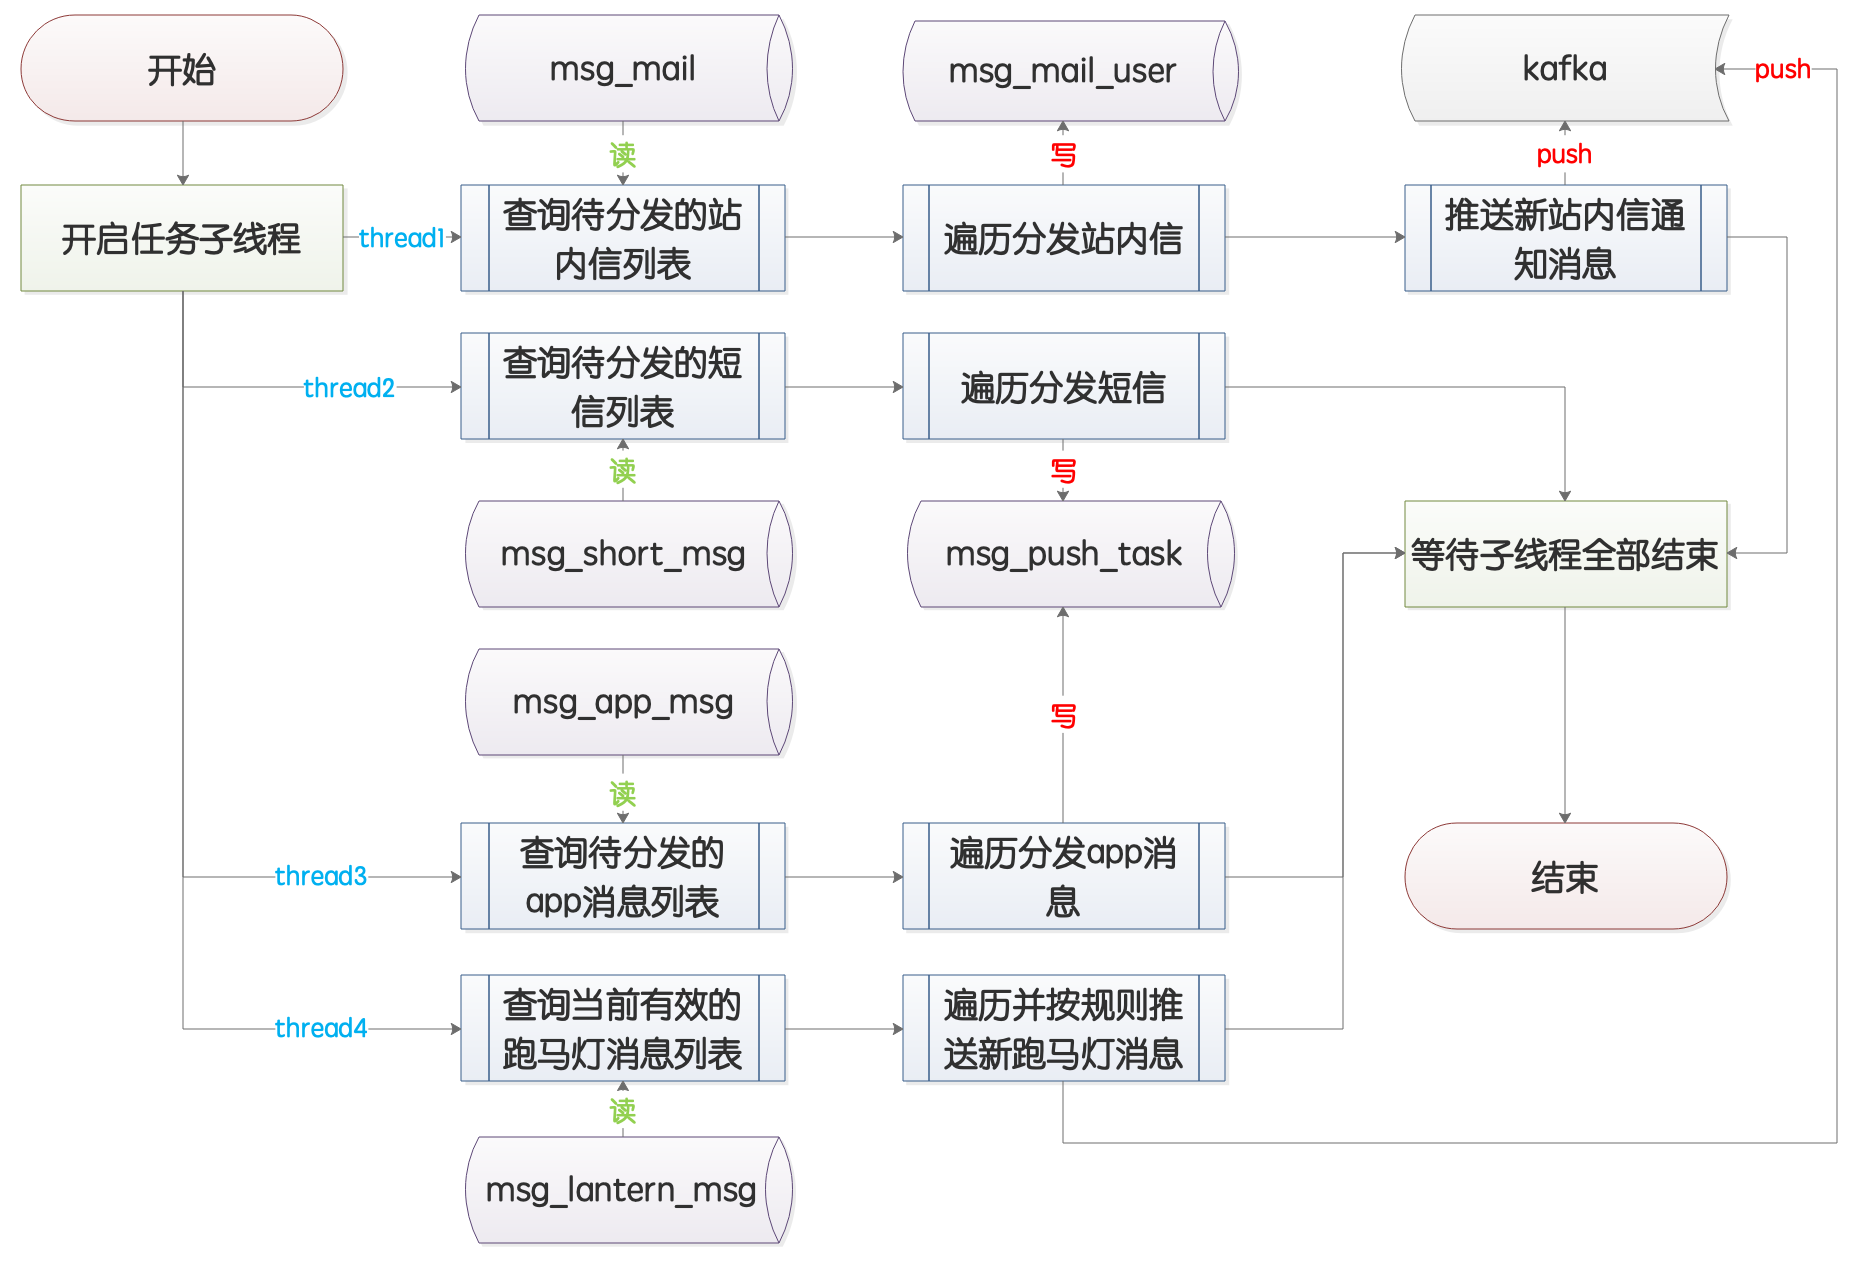 开始
msg_mail
msg_mail_user
kafka
push
读
写
push
开启任务子线程
thread1
查询待分发的站
内信列表
遍历分发站内信
推送新站内信通
知消息
thread2
查询待分发的短
信列表
遍历分发短信
读
写
msg_short_msg
msg_push_task
等待子线程全部结束
msg_app_msg
写
读
thread3
查询待分发的
app消息列表
遍历分发app消
息
结束
thread4
查询当前有效的
跑马灯消息列表
遍历并按规则推
送新跑马灯消息
读
msg_lantern_msg